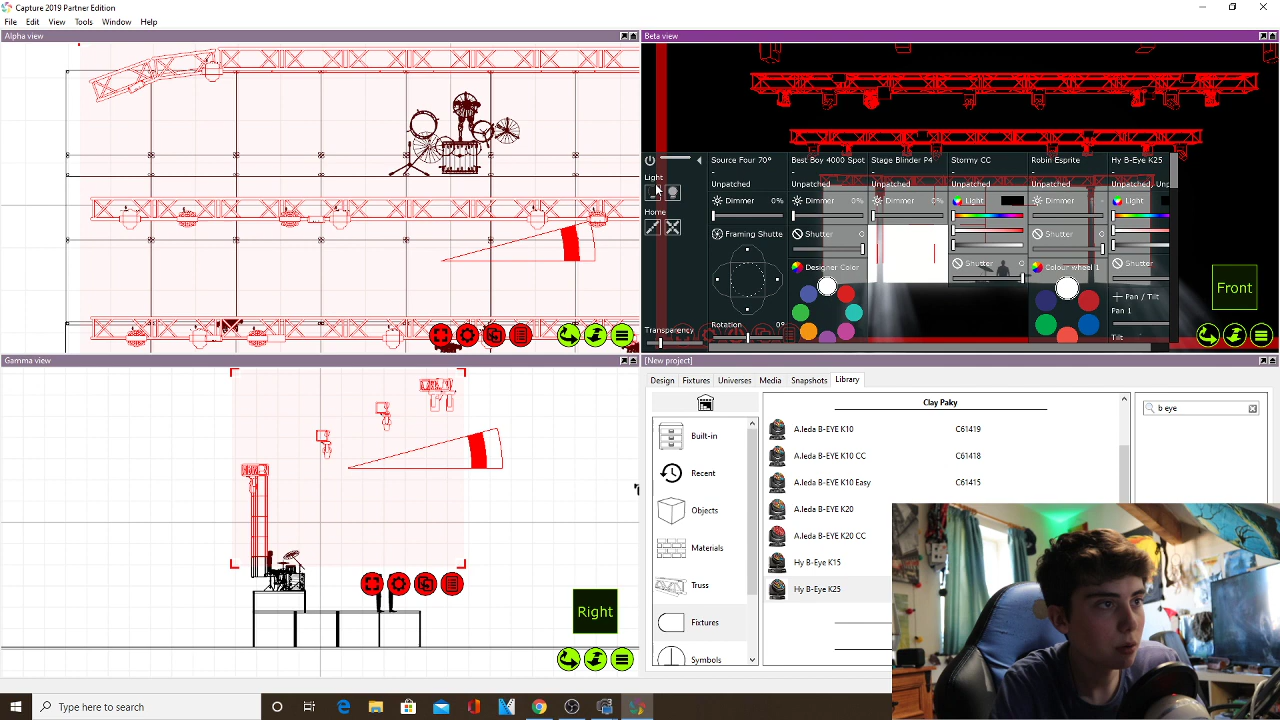 Capture 2019 Partner Edition
File Edit View Tools Window Help
Alpha view
Beta view
Light
Home
Transparency
Source Four 70°
-
Unpatched
Dimmer 0%
Framing Shutte
Rotation 0°
Best Boy 4000 Spot
-
Unpatched
Dimmer 0%
Shutter
Designer Color
Stage Blinder P4
-
Unpatched
Dimmer 0%
Stormy CC
-
Unpatched
Light
Shutter
Robin Esprite
-
Unpatched
Dimmer
Shutter
Colour wheel 1
Hy B-Eye K25
-
Unpatched, Unp
Light
Shutter
Pan / Tilt
Pan 1
Tilt
Front
Gamma view
Right
[New project]
Design Fixtures Universes Media Snapshots Library
Built-in
Recent
Objects
Materials
Truss
Fixtures
Symbols
Clay Paky
A.leda B-EYE K10 C61419
A.leda B-EYE K10 CC C61418
A.leda B-EYE K10 Easy C61415
A.leda B-EYE K20
A.leda B-EYE K20 CC
Hy B-Eye K15
Hy B-Eye K25
b eye
Type here to search